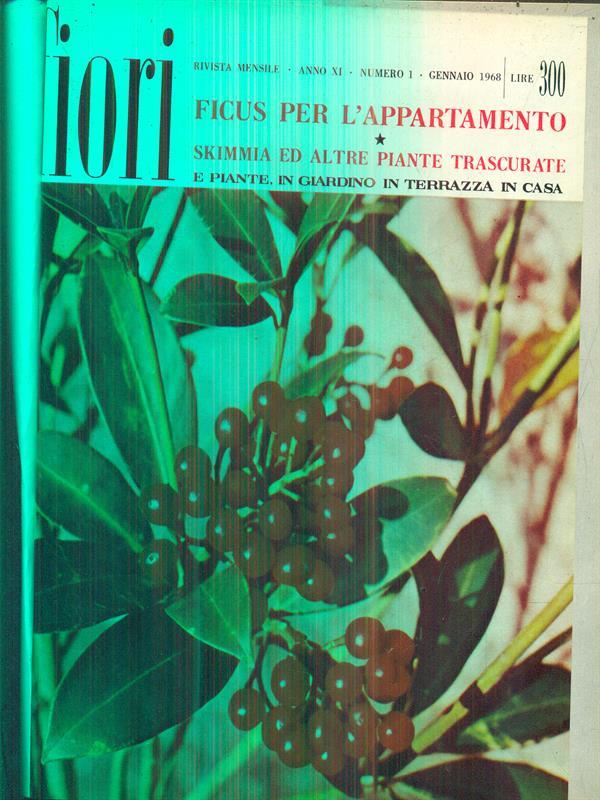 fiori
RIVISTA MENSILE · ANNO XI · NUMERO 1 · GENNAIO 1968 | LIRE 300
FICUS PER L'APPARTAMENTO
★
SKIMMIA ED ALTRE PIANTE TRASCURATE
E PIANTE, IN GIARDINO IN TERRAZZA IN CASA